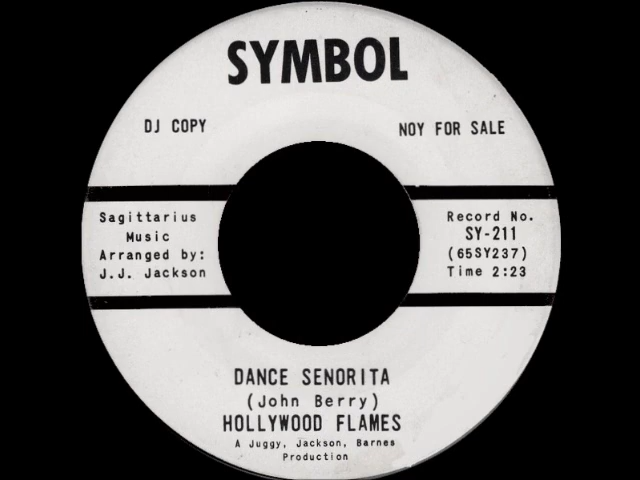 SYMBOL
DJ COPY
NOY FOR SALE
Sagittarius
Music
Arranged by:
J.J. Jackson
Record No.
SY-211
(65SY237)
Time 2:23
DANCE SENORITA
(John Berry)
HOLLYWOOD FLAMES
A Juggy, Jackson, Barnes
Production